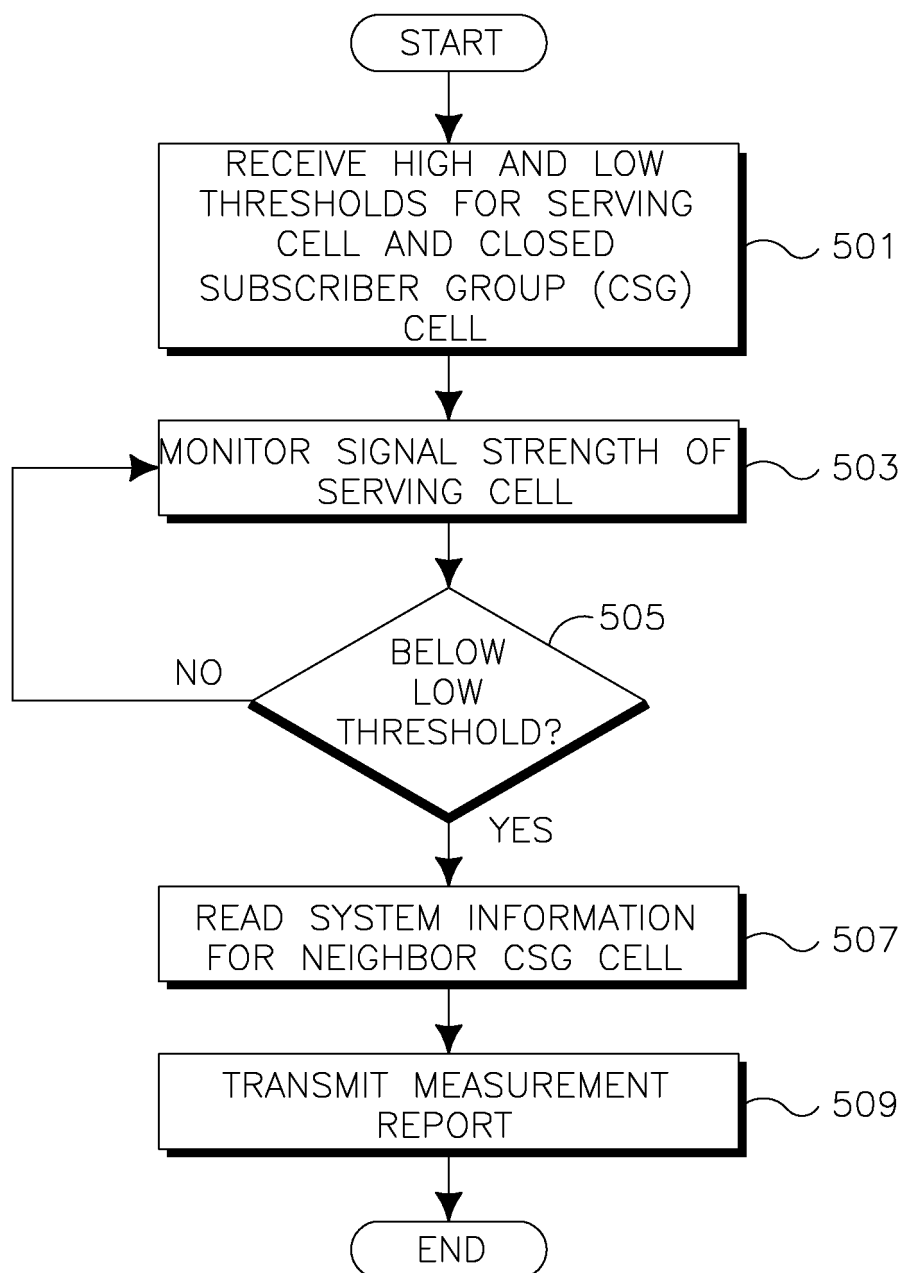 START
RECEIVE HIGH AND LOW
THRESHOLDS FOR SERVING
CELL AND CLOSED
SUBSCRIBER GROUP (CSG)
CELL
501
MONITOR SIGNAL STRENGTH OF
SERVING CELL
503
505
BELOW
LOW
THRESHOLD?
NO
YES
READ SYSTEM INFORMATION
FOR NEIGHBOR CSG CELL
507
TRANSMIT MEASUREMENT
REPORT
509
END